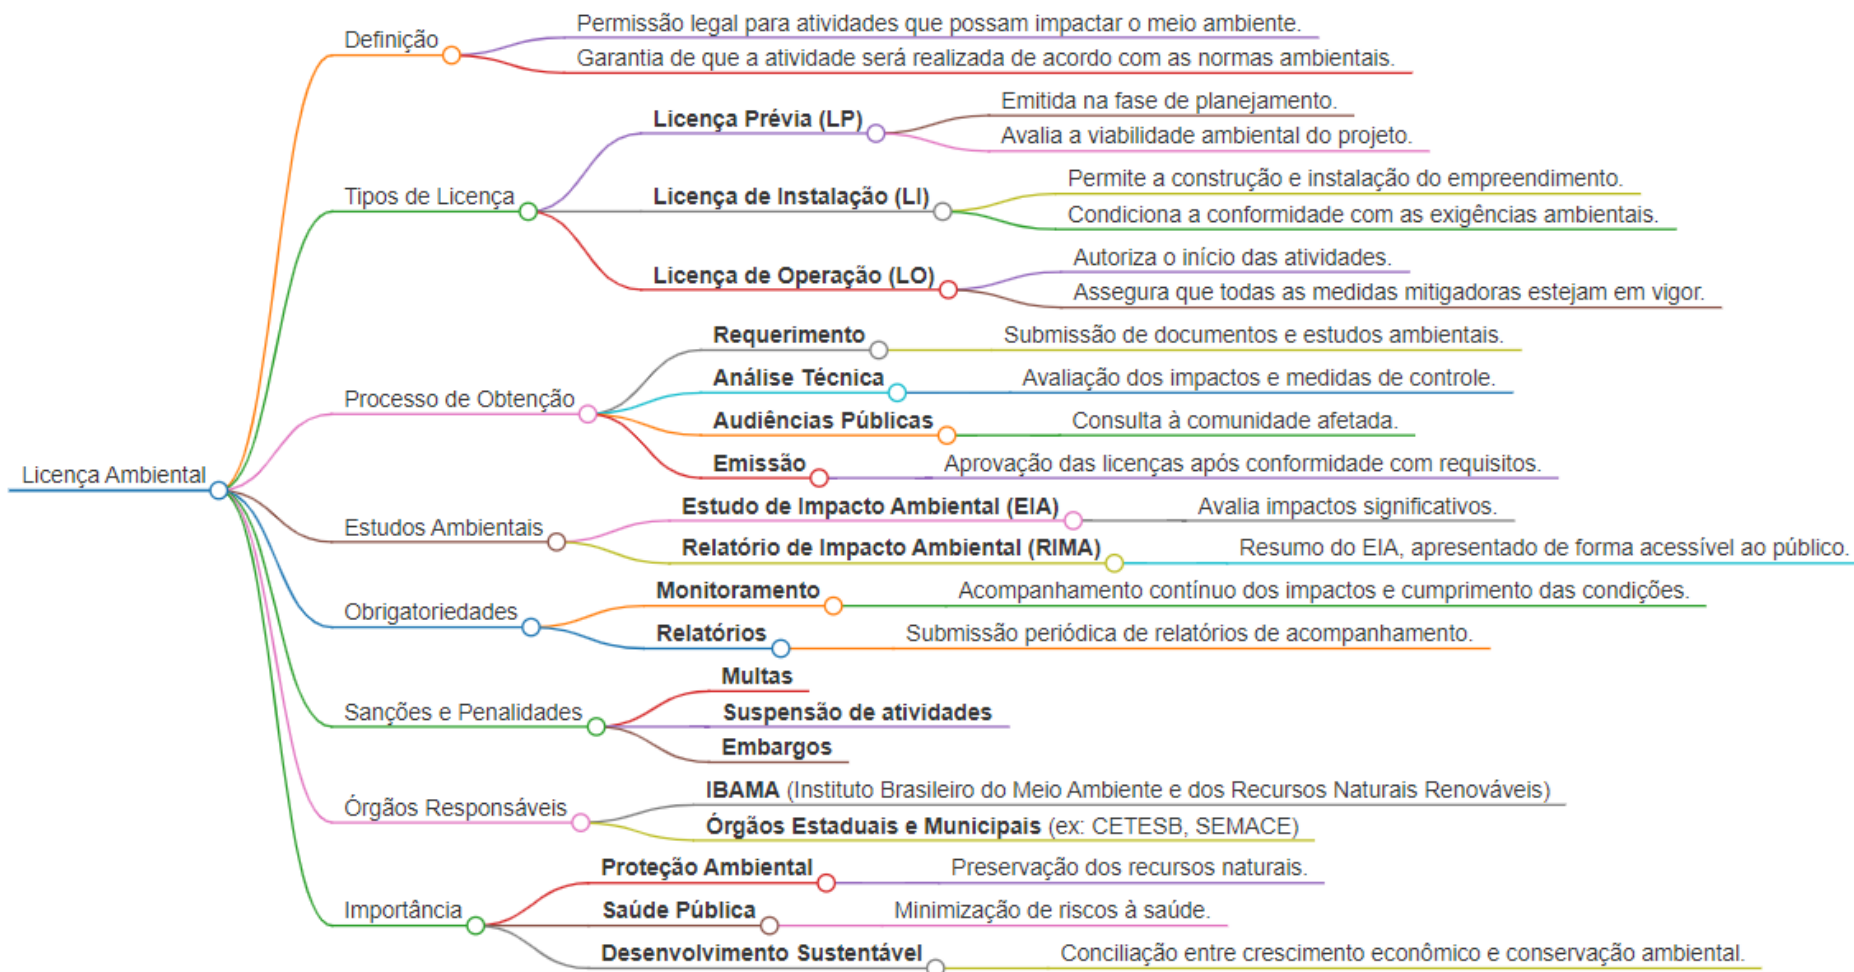 Licença Ambiental
Definição
Permissão legal para atividades que possam impactar o meio ambiente.
Garantia de que a atividade será realizada de acordo com as normas ambientais.
Tipos de Licença
Licença Prévia (LP)
Emitida na fase de planejamento.
Avalia a viabilidade ambiental do projeto.
Licença de Instalação (LI)
Permite a construção e instalação do empreendimento.
Condiciona a conformidade com as exigências ambientais.
Licença de Operação (LO)
Autoriza o início das atividades.
Assegura que todas as medidas mitigadoras estejam em vigor.
Processo de Obtenção
Requerimento
Submissão de documentos e estudos ambientais.
Análise Técnica
Avaliação dos impactos e medidas de controle.
Audiências Públicas
Consulta à comunidade afetada.
Emissão
Aprovação das licenças após conformidade com requisitos.
Estudos Ambientais
Estudo de Impacto Ambiental (EIA)
Avalia impactos significativos.
Relatório de Impacto Ambiental (RIMA)
Resumo do EIA, apresentado de forma acessível ao público.
Obrigatoriedades
Monitoramento
Acompanhamento contínuo dos impactos e cumprimento das condições.
Relatórios
Submissão periódica de relatórios de acompanhamento.
Sanções e Penalidades
Multas
Suspensão de atividades
Embargos
Órgãos Responsáveis
IBAMA (Instituto Brasileiro do Meio Ambiente e dos Recursos Naturais Renováveis)
Órgãos Estaduais e Municipais (ex: CETESB, SEMACE)
Importância
Proteção Ambiental
Preservação dos recursos naturais.
Saúde Pública
Minimização de riscos à saúde.
Desenvolvimento Sustentável
Conciliação entre crescimento econômico e conservação ambiental.